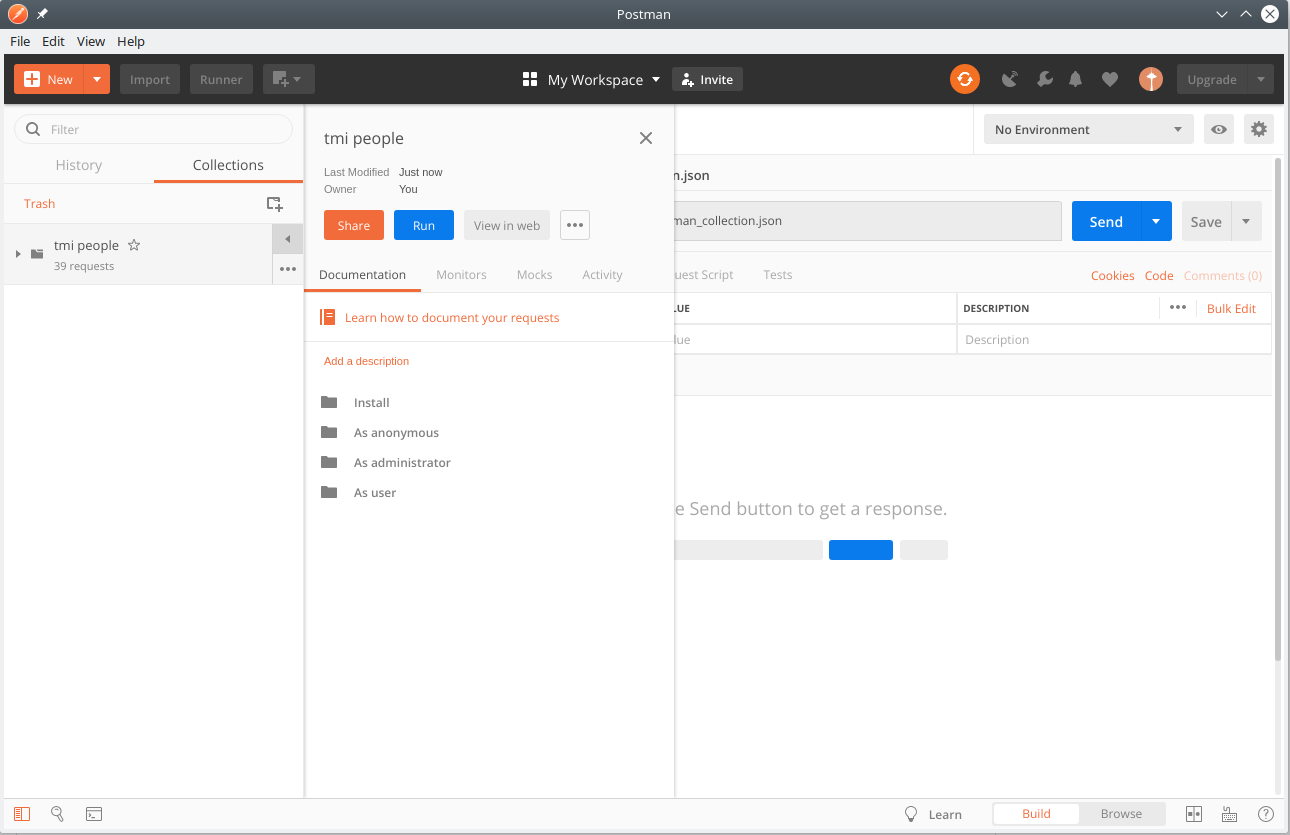 Postman
File Edit View Help
New Import Runner My Workspace Invite Upgrade
Filter
History Collections
Trash
tmi people
39 requests
tmi people
Last Modified Just now
Owner You
Share Run View in web
Documentation Monitors Mocks Activity
Learn how to document your requests
Add a description
Install
As anonymous
As administrator
As user
No Environment
n.json
man_collection.json Send Save
uest Script Tests Cookies Code Comments (0)
LUE DESCRIPTION Bulk Edit
lue Description
e Send button to get a response.
Learn Build Browse